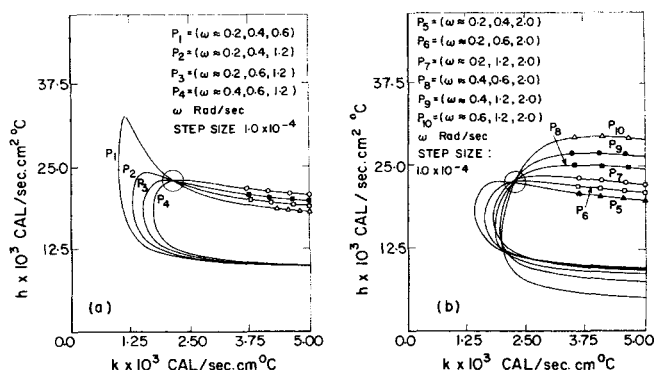 P₁ = (ω ≈ 0.2, 0.4, 0.6)
P₂ = (ω ≈ 0.2, 0.4, 1.2)
P₃ = (ω ≈ 0.2, 0.6, 1.2)
P₄ = (ω ≈ 0.4, 0.6, 1.2)
ω Rad/sec
STEP SIZE 1.0 x10⁻⁴
37.5
25.0
12.5
h x 10³ CAL/sec.cm² °C
P₁
P₂
P₃
P₄
(a)
0.0
1.25
2.50
3.75
5.00
k x 10³ CAL/sec.cm°C
P₅ = (ω ≈ 0.2, 0.4, 2.0)
P₆ = (ω ≈ 0.2, 0.6, 2.0)
P₇ = (ω ≈ 0.2, 1.2, 2.0)
P₈ = (ω ≈ 0.4, 0.6, 2.0)
P₉ = (ω ≈ 0.4, 1.2, 2.0)
P₁₀ = (ω ≈ 0.6, 1.2, 2.0)
ω Rad/sec
STEP SIZE :
1.0 x10⁻⁴
37.5
25.0
12.5
h x 10³ CAL/sec.cm² °C
P₈
P₁₀
P₉
P₇
P₆
P₅
(b)
0.0
1.25
2.50
3.75
5.00
k x 10³ CAL/sec.cm°C